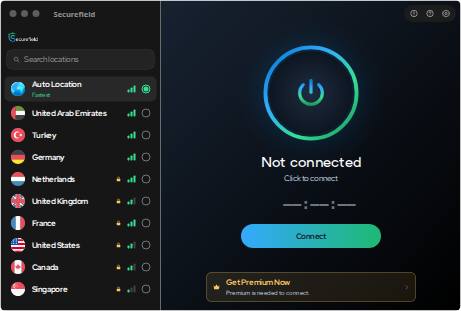 Securefield
Securefield
Search locations
Auto Location
Fastest
United Arab Emirates
Turkey
Germany
Netherlands
United Kingdom
France
United States
Canada
Singapore
Not connected
Click to connect
--:--:--
Connect
Get Premium Now
Premium is needed to connect.